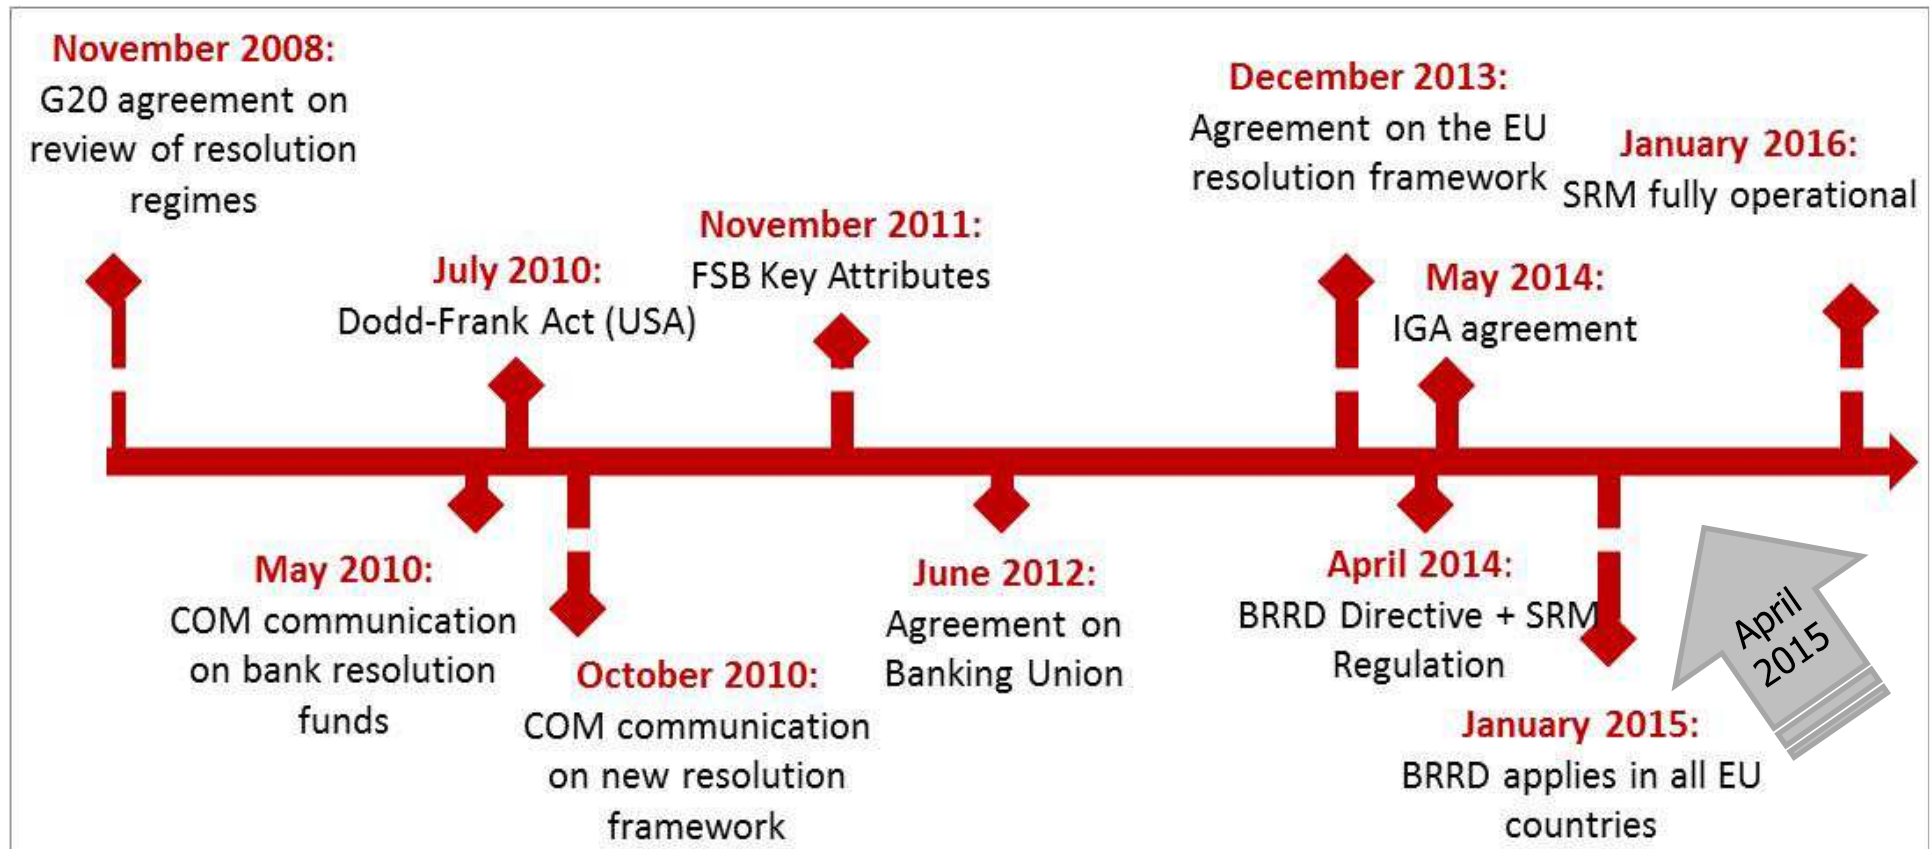 November 2008:
G20 agreement on
review of resolution
regimes
May 2010:
COM communication
on bank resolution
funds
July 2010:
Dodd-Frank Act (USA)
October 2010:
COM communication
on new resolution
framework
November 2011:
FSB Key Attributes
June 2012:
Agreement on
Banking Union
December 2013:
Agreement on the EU
resolution framework
April 2014:
BRRD Directive + SRM
Regulation
May 2014:
IGA agreement
January 2015:
BRRD applies in all EU
countries
April
2015
January 2016:
SRM fully operational